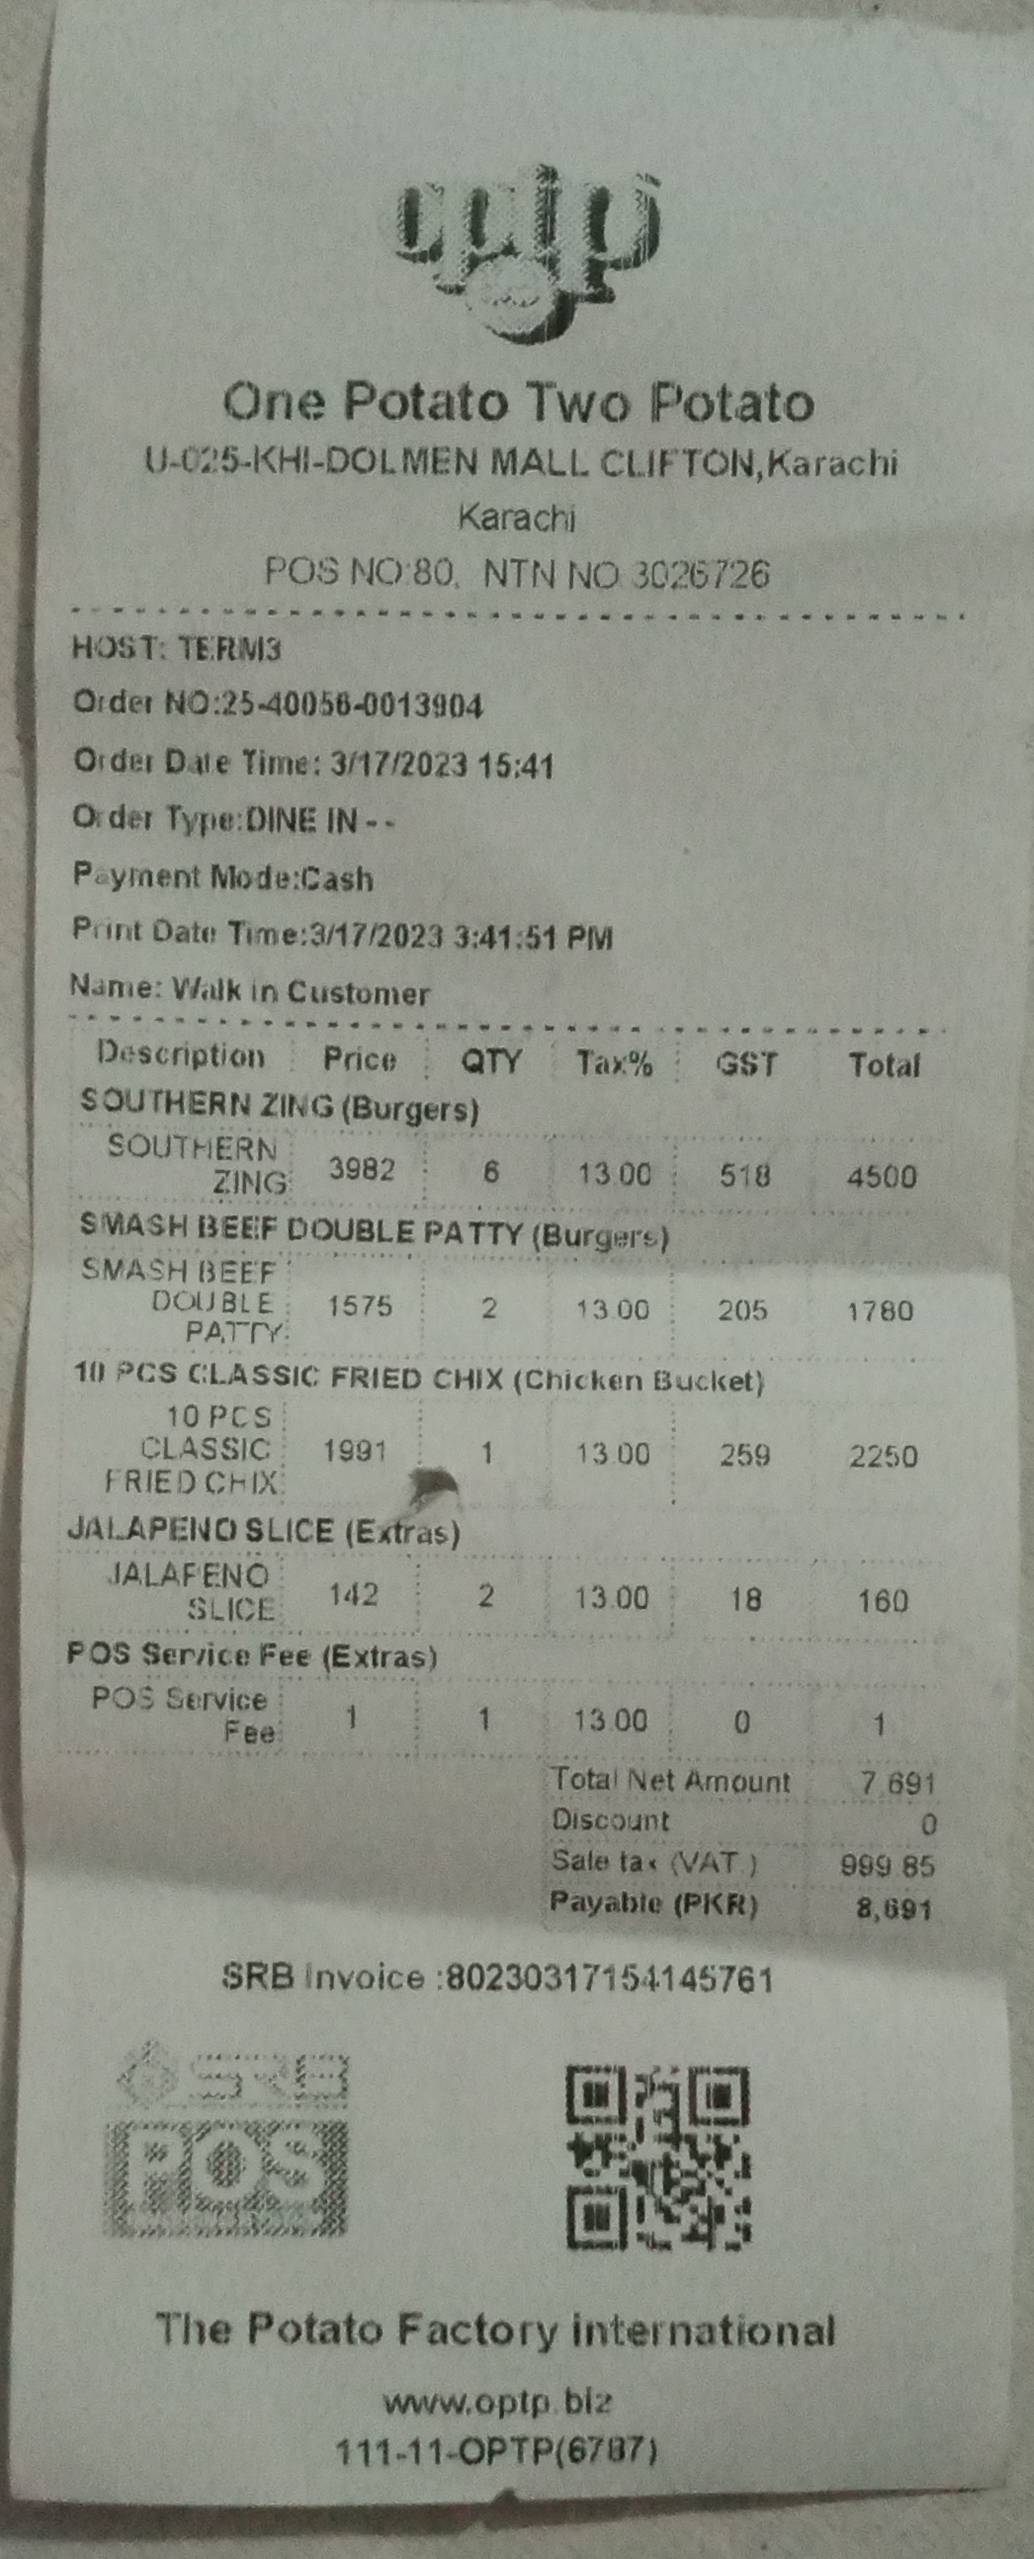 optp
One Potato Two Potato
U-025-KHI-DOLMEN MALL CLIFTON,Karachi
Karachi
POS NO:80, NTN NO 3026726
HOST: TERM3
Order NO:25-40056-0013904
Order Date Time: 3/17/2023 15:41
Order Type:DINE IN - -
Payment Mode:Cash
Print Date Time:3/17/2023 3:41:51 PM
Name: Walk in Customer
Description Price QTY Tax% GST Total
SOUTHERN ZING (Burgers)
SOUTHERN
ZING 3982 6 13.00 518 4500
SMASH BEEF DOUBLE PATTY (Burgers)
SMASH BEEF
DOUBLE 1575 2 13.00 205 1780
PATTY
10 PCS CLASSIC FRIED CHIX (Chicken Bucket)
10 PCS
CLASSIC 1991 1 13.00 259 2250
FRIED CHIX
JALAPENO SLICE (Extras)
JALAPENO
SLICE 142 2 13.00 18 160
POS Service Fee (Extras)
POS Service
Fee 1 1 13.00 0 1
Total Net Amount 7,691
Discount 0
Sale tax (VAT.) 999.85
Payable (PKR) 8,691
SRB Invoice :80230317154145761
SRB
POS
The Potato Factory international
www.optp.biz
111-11-OPTP(6787)